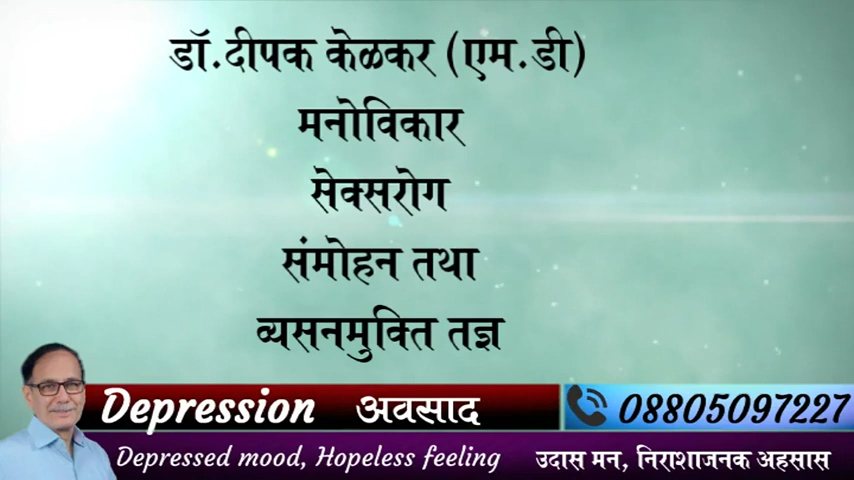 डॉ.दीपक केळकर (एम.डी)
मनोविकार
सेक्सरोग
संमोहन तथा
व्यसनमुक्ति तज्ञ
Depression अवसाद 08805097227
Depressed mood, Hopeless feeling उदास मन, निराशाजनक अहसास